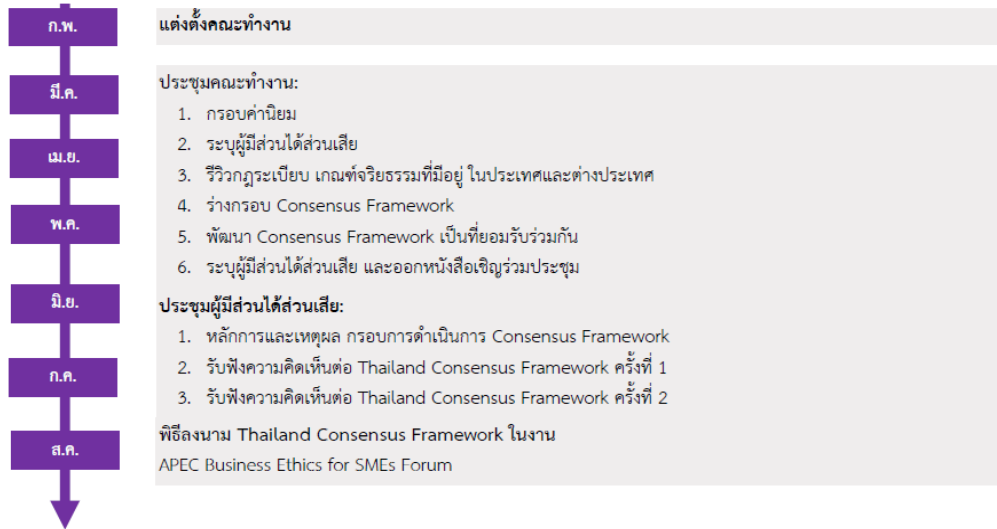 ก.พ.
แต่งตั้งคณะทำงาน
มี.ค.
เม.ย.
พ.ค.
ประชุมคณะทำงาน:
1. กรอบค่านิยม
2. ระบุผู้มีส่วนได้ส่วนเสีย
3. รีวิวกฎระเบียบ เกณฑ์จริยธรรมที่มีอยู่ ในประเทศและต่างประเทศ
4. ร่างกรอบ Consensus Framework
5. พัฒนา Consensus Framework เป็นที่ยอมรับร่วมกัน
6. ระบุผู้มีส่วนได้ส่วนเสีย และออกหนังสือเชิญร่วมประชุม
มิ.ย.
ก.ค.
ประชุมผู้มีส่วนได้ส่วนเสีย:
1. หลักการและเหตุผล กรอบการดำเนินการ Consensus Framework
2. รับฟังความคิดเห็นต่อ Thailand Consensus Framework ครั้งที่ 1
3. รับฟังความคิดเห็นต่อ Thailand Consensus Framework ครั้งที่ 2
ส.ค.
พิธีลงนาม Thailand Consensus Framework ในงาน
APEC Business Ethics for SMEs Forum